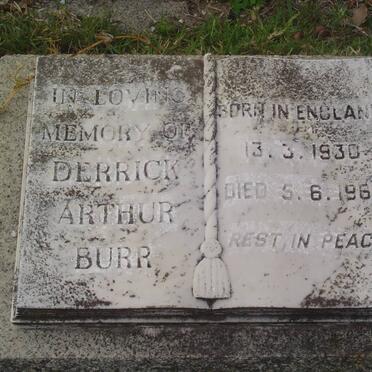 IN LOVING
MEMORY OF
DERRICK
ARTHUR
BURR
BORN IN ENGLAN
13. 3. 1930
DIED 5. 6. 196
REST IN PEAC